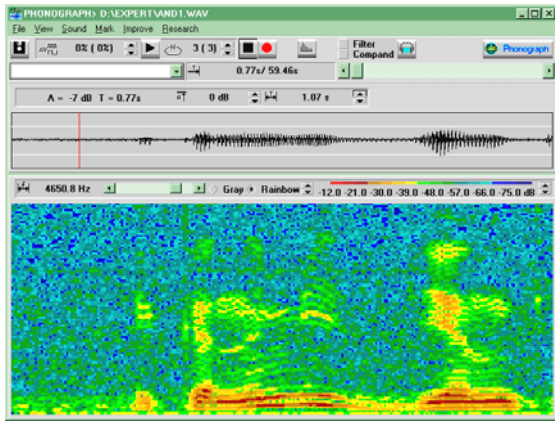 PHONOGRAPH> D:\EXPERT\AND1.WAV
File View Sound Mark Improve Research
0% ( 0%) 3 ( 3) Filter Compand Phonograph
0.77s/ 59.46s
A = -7 dB T = 0.77s 0 dB 1.07 s
4650.8 Hz Gray Rainbow -12.0 -21.0 -30.0 -39.0 -48.0 -57.0 -66.0 -75.0 dB